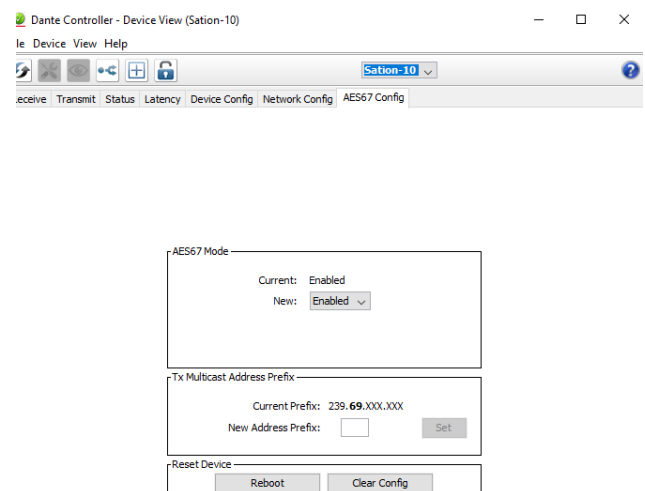 Dante Controller - Device View (Sation-10)
le Device View Help
Sation-10
?
eceive Transmit Status Latency Device Config Network Config AES67 Config
AES67 Mode
Current: Enabled
New: Enabled
Tx Multicast Address Prefix
Current Prefix: 239.69.XXX.XXX
New Address Prefix: Set
Reset Device
Reboot Clear Config